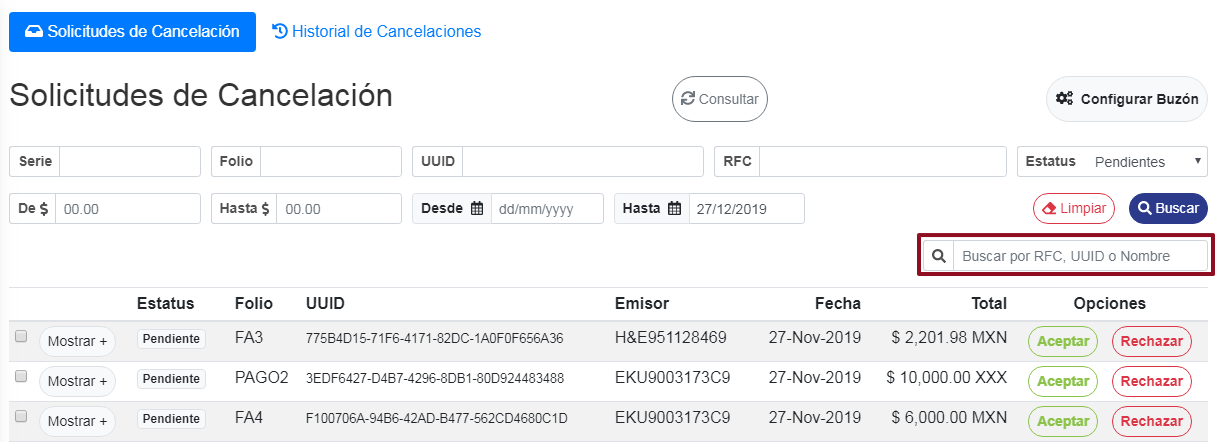 Solicitudes de Cancelación Historial de Cancelaciones
Solicitudes de Cancelación Consultar Configurar Buzón
Serie Folio UUID RFC Estatus Pendientes
De $ 00.00 Hasta $ 00.00 Desde dd/mm/yyyy Hasta 27/12/2019 Limpiar Buscar
Buscar por RFC, UUID o Nombre
Estatus Folio UUID Emisor Fecha Total Opciones
Mostrar + Pendiente FA3 775B4D15-71F6-4171-82DC-1A0F0F656A36 H&E951128469 27-Nov-2019 $ 2,201.98 MXN Aceptar Rechazar
Mostrar + Pendiente PAGO2 3EDF6427-D4B7-4296-8DB1-80D924483488 EKU9003173C9 27-Nov-2019 $ 10,000.00 XXX Aceptar Rechazar
Mostrar + Pendiente FA4 F100706A-94B6-42AD-B477-562CD4680C1D EKU9003173C9 27-Nov-2019 $ 6,000.00 MXN Aceptar Rechazar